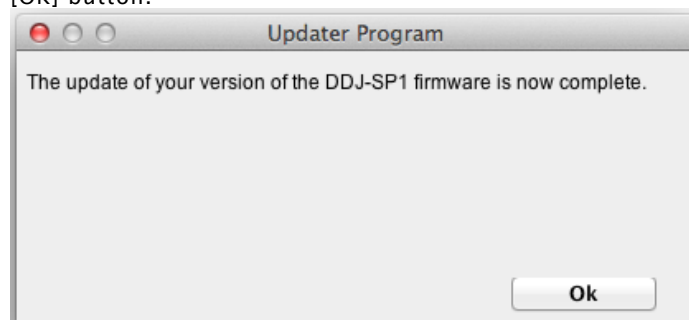 [OK] button.
Updater Program
The update of your version of the DDJ-SP1 firmware is now complete.
Ok